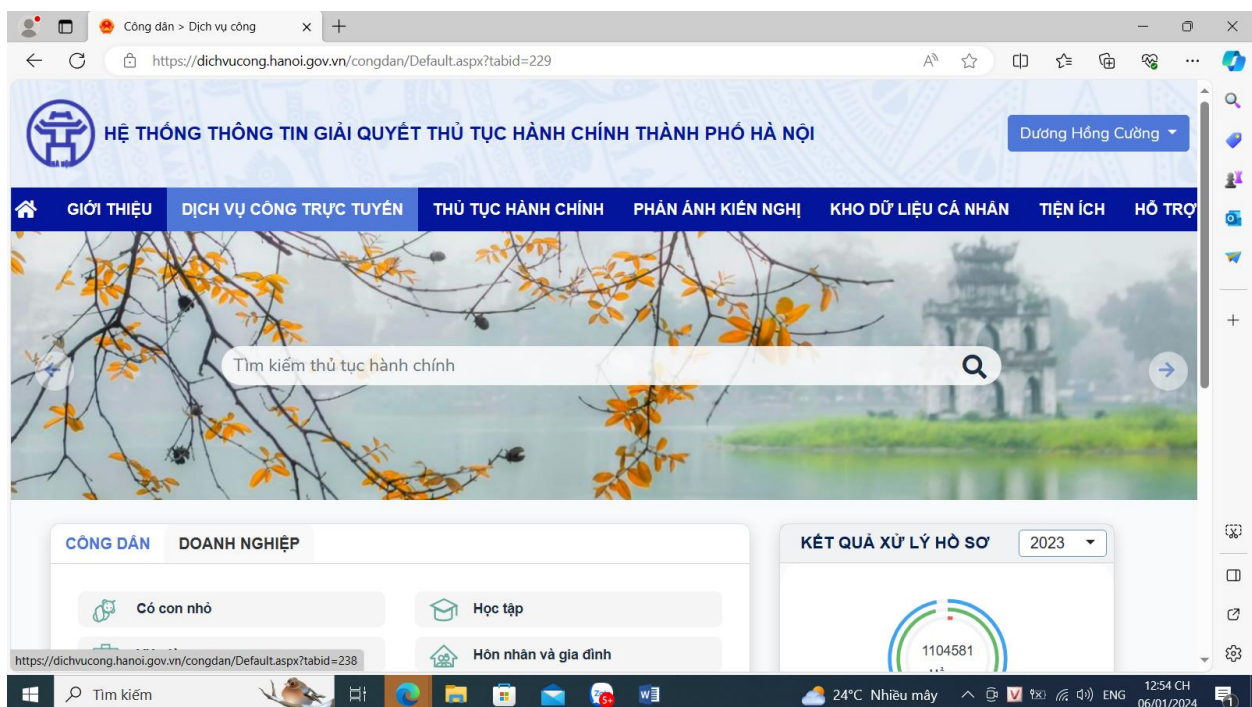 Công dân > Dịch vụ công
https://dichvucong.hanoi.gov.vn/congdan/Default.aspx?tabid=229
HÀ NỘI
HỆ THỐNG THÔNG TIN GIẢI QUYẾT THỦ TỤC HÀNH CHÍNH THÀNH PHỐ HÀ NỘI
Dương Hồng Cường
GIỚI THIỆU DỊCH VỤ CÔNG TRỰC TUYẾN THỦ TỤC HÀNH CHÍNH PHẢN ÁNH KIẾN NGHỊ KHO DỮ LIỆU CÁ NHÂN TIỆN ÍCH HỖ TRỢ
Tìm kiếm thủ tục hành chính
CÔNG DÂN DOANH NGHIỆP
KẾT QUẢ XỬ LÝ HỒ SƠ 2023
Có con nhỏ Học tập
1104581
Hôn nhân và gia đình
https://dichvucong.hanoi.gov.vn/congdan/Default.aspx?tabid=238
Tìm kiếm
5+
24°C Nhiều mây
ENG
12:54 CH
06/01/2024